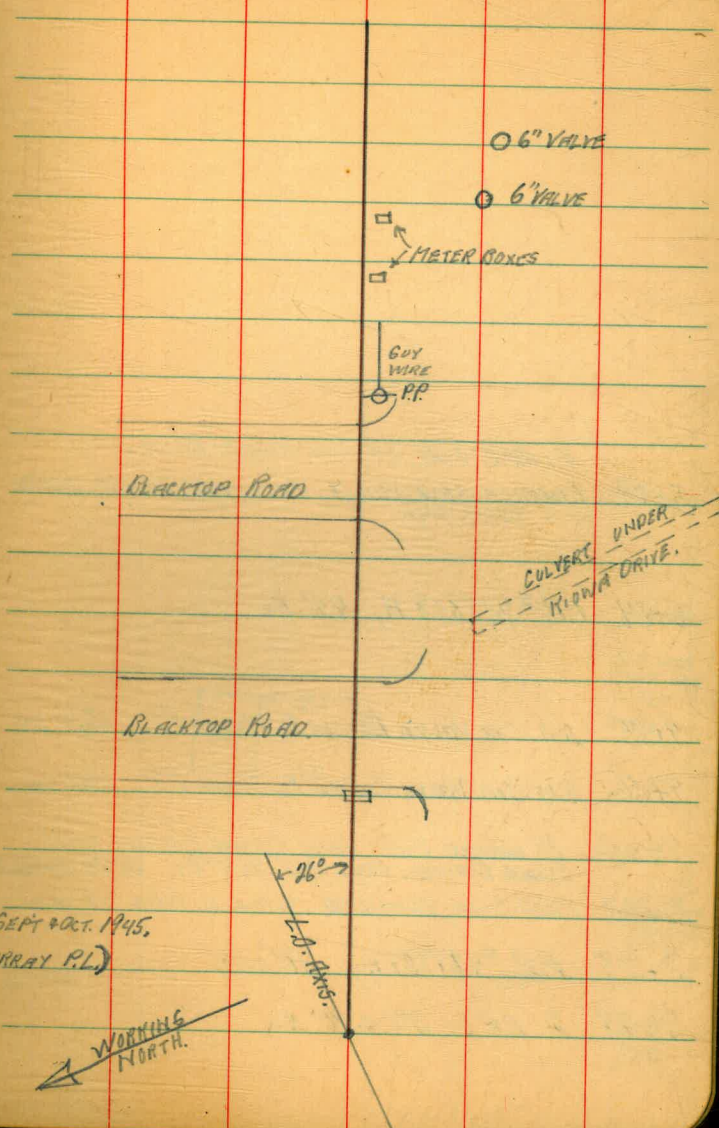 6" VALVE
6" VALVE
METER BOXES
GUY
WIRE
P.P.
BLACKTOP ROAD
CULVERT UNDER
KIOWA DRIVE.
BLACKTOP ROAD.
26°
L.D. AXIS.
SEPT & OCT. 1945.
RRAY P.L.)
WORKING
NORTH.